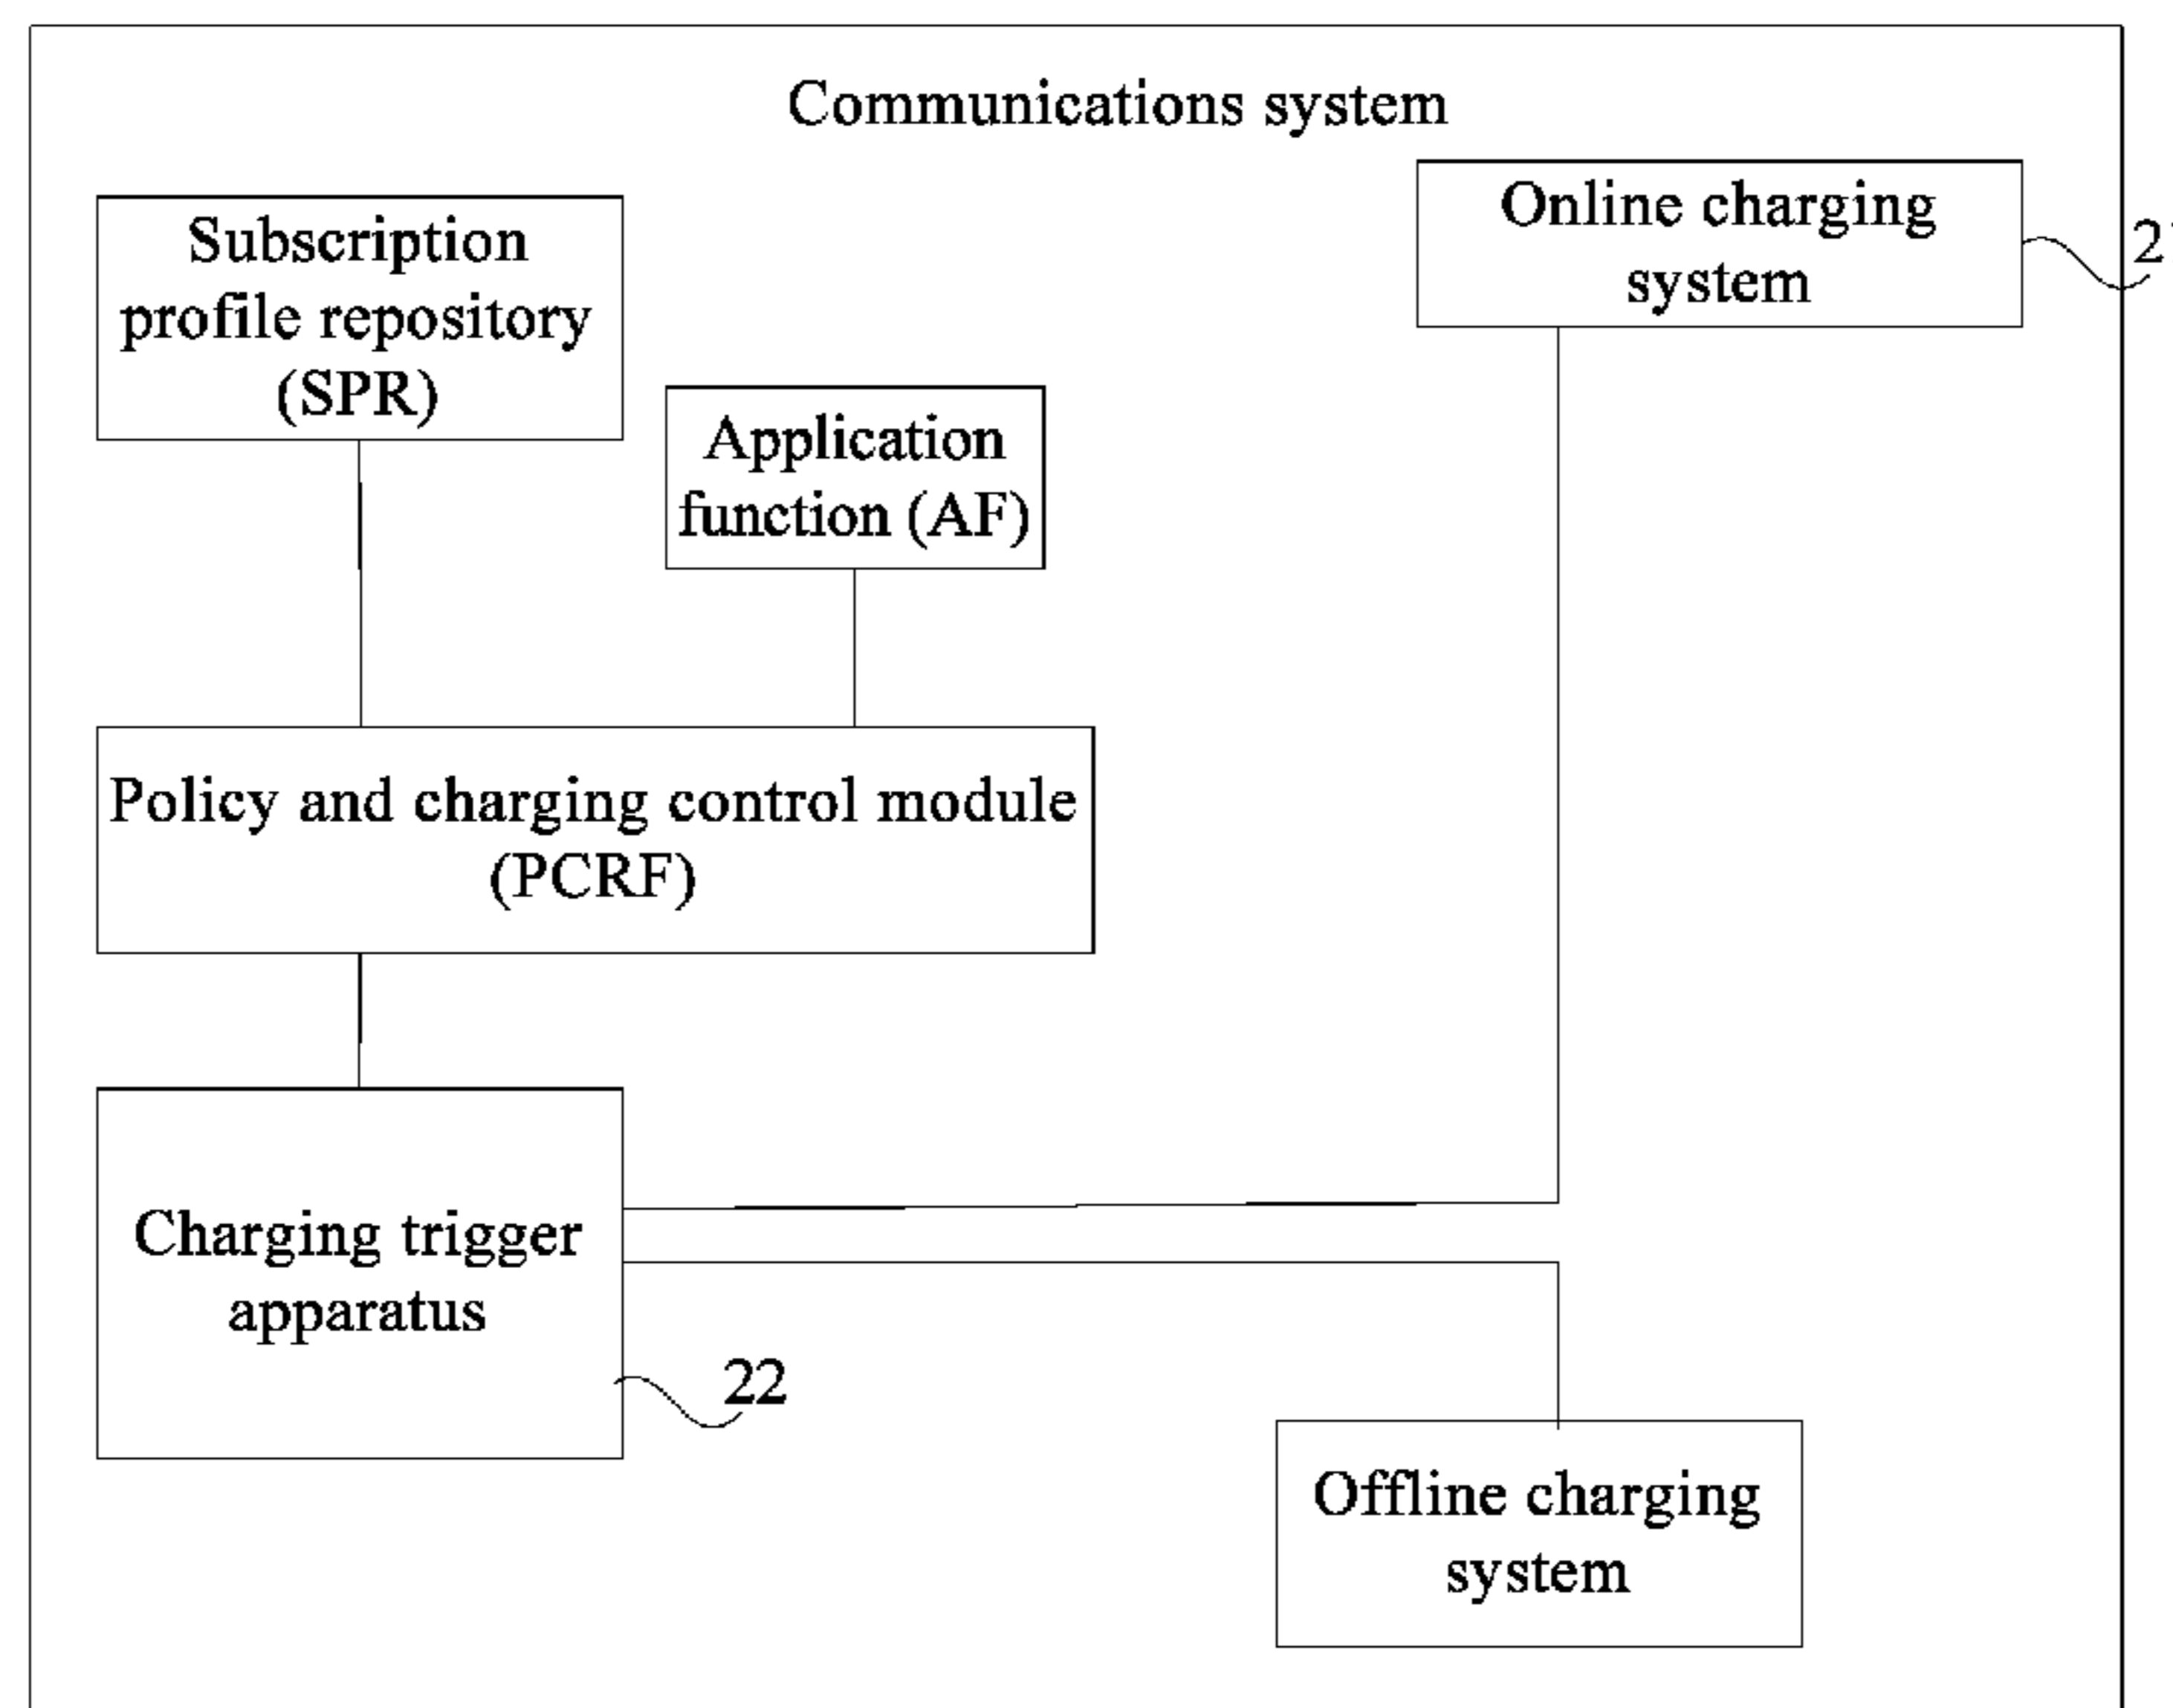 Communications system
Subscription
profile repository
(SPR)
Online charging
system
Application
function (AF)
Policy and charging control module
(PCRF)
Charging trigger
apparatus
22
Offline charging
system